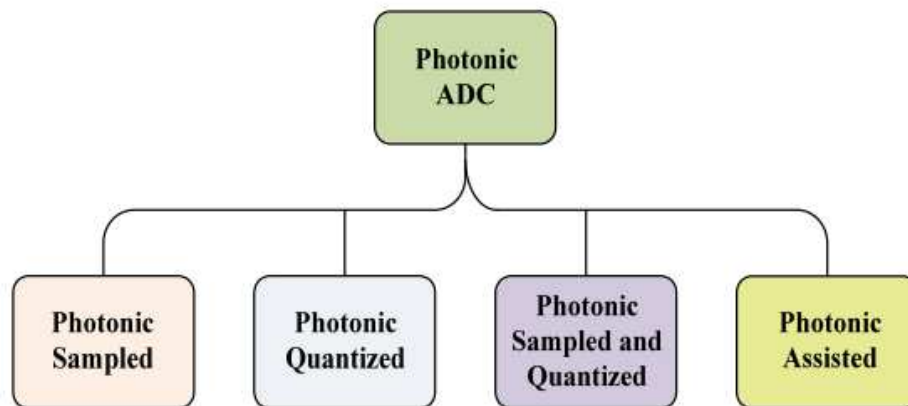 Photonic
ADC
Photonic
Sampled
Photonic
Quantized
Photonic
Sampled and
Quantized
Photonic
Assisted